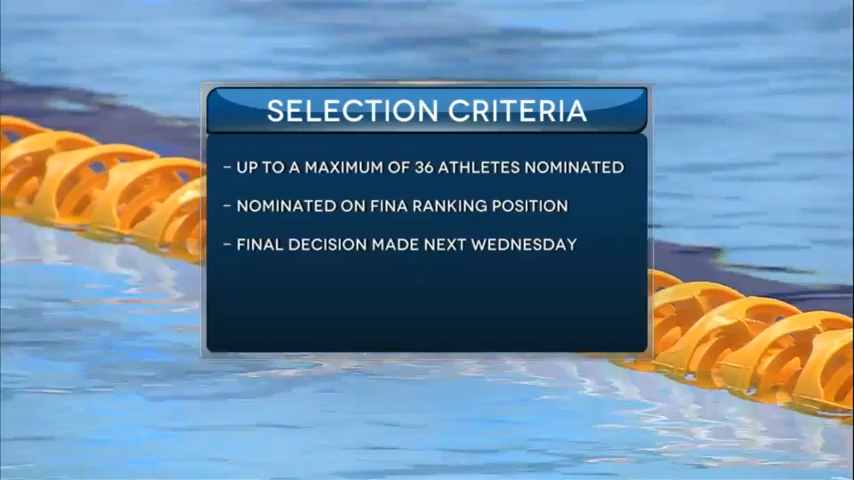 SELECTION CRITERIA
- UP TO A MAXIMUM OF 36 ATHLETES NOMINATED
- NOMINATED ON FINA RANKING POSITION
- FINAL DECISION MADE NEXT WEDNESDAY